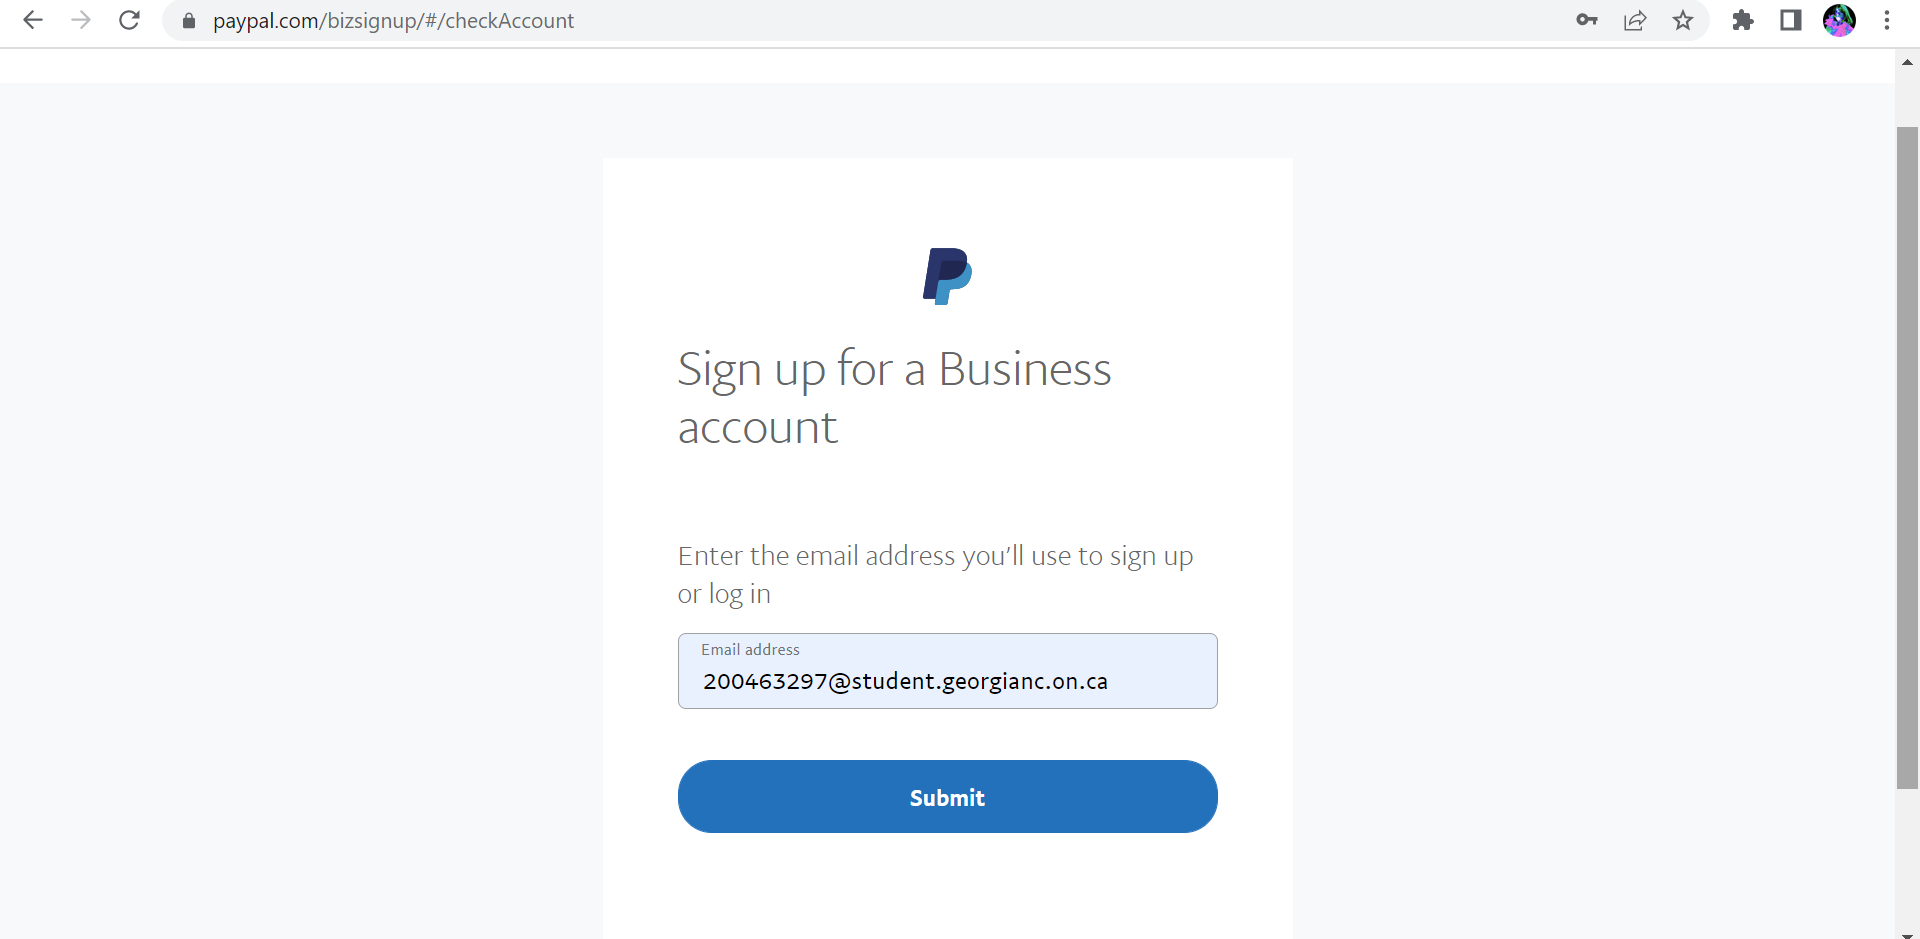 paypal.com/bizsignup/#/checkAccount
Sign up for a Business
account
Enter the email address you'll use to sign up
or log in
Email address
200463297@student.georgianc.on.ca
Submit